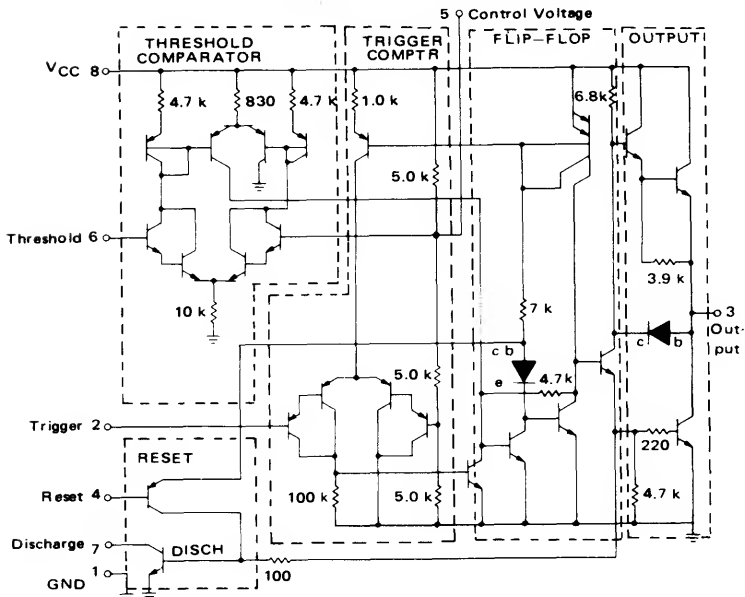 5 Control Voltage
THRESHOLD
COMPARATOR
TRIGGER
COMPTR
FLIP-FLOP
OUTPUT
VCC 8
4.7 k
830
4.7 k
1.0 k
6.8k
5.0 k
Threshold 6
3.9 k
10 k
7 k
3
Out-
put
c b
c
b
e
4.7k
5.0 k
Trigger 2
RESET
220
Reset 4
100 k
5.0 k
4.7 k
Discharge
7
DISCH
1
GND
100